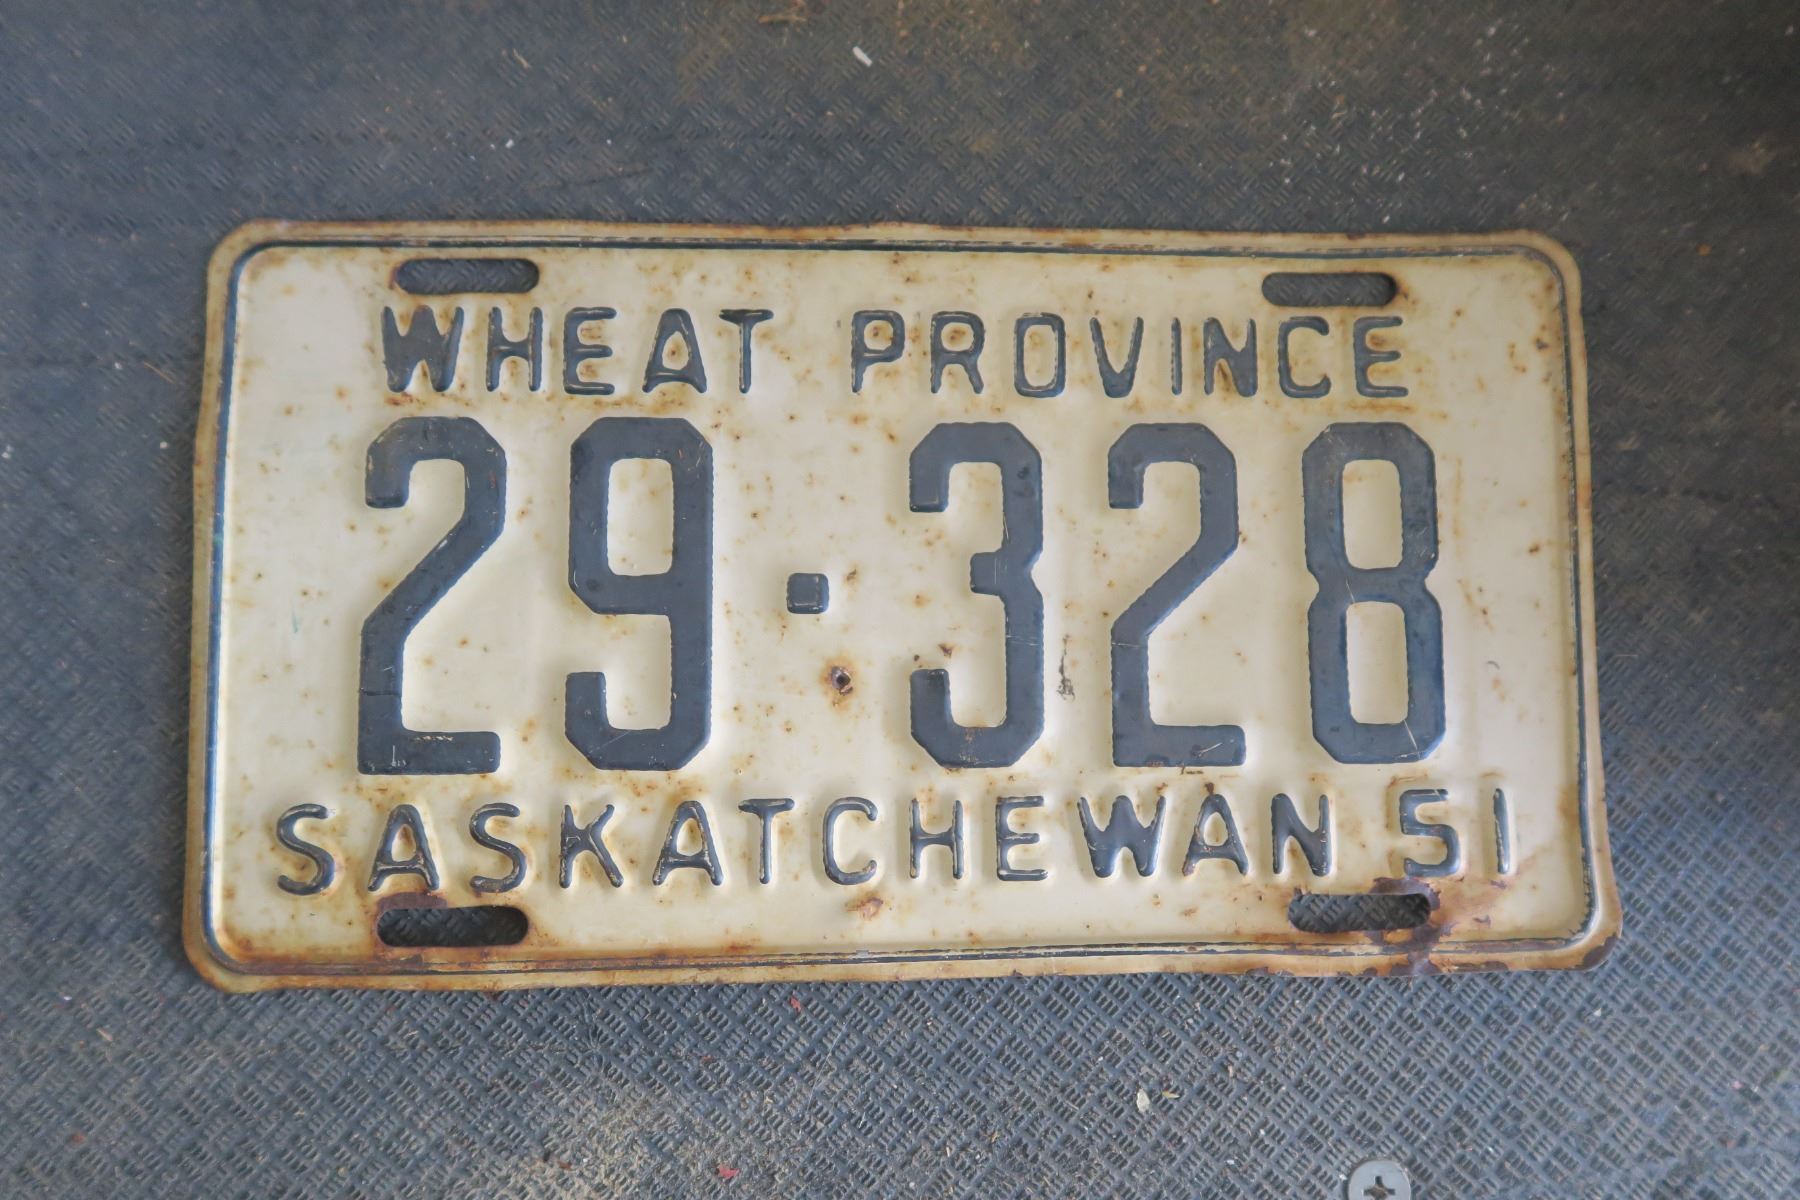 WHEAT PROVINCE
29·328
SASKATCHEWAN 51